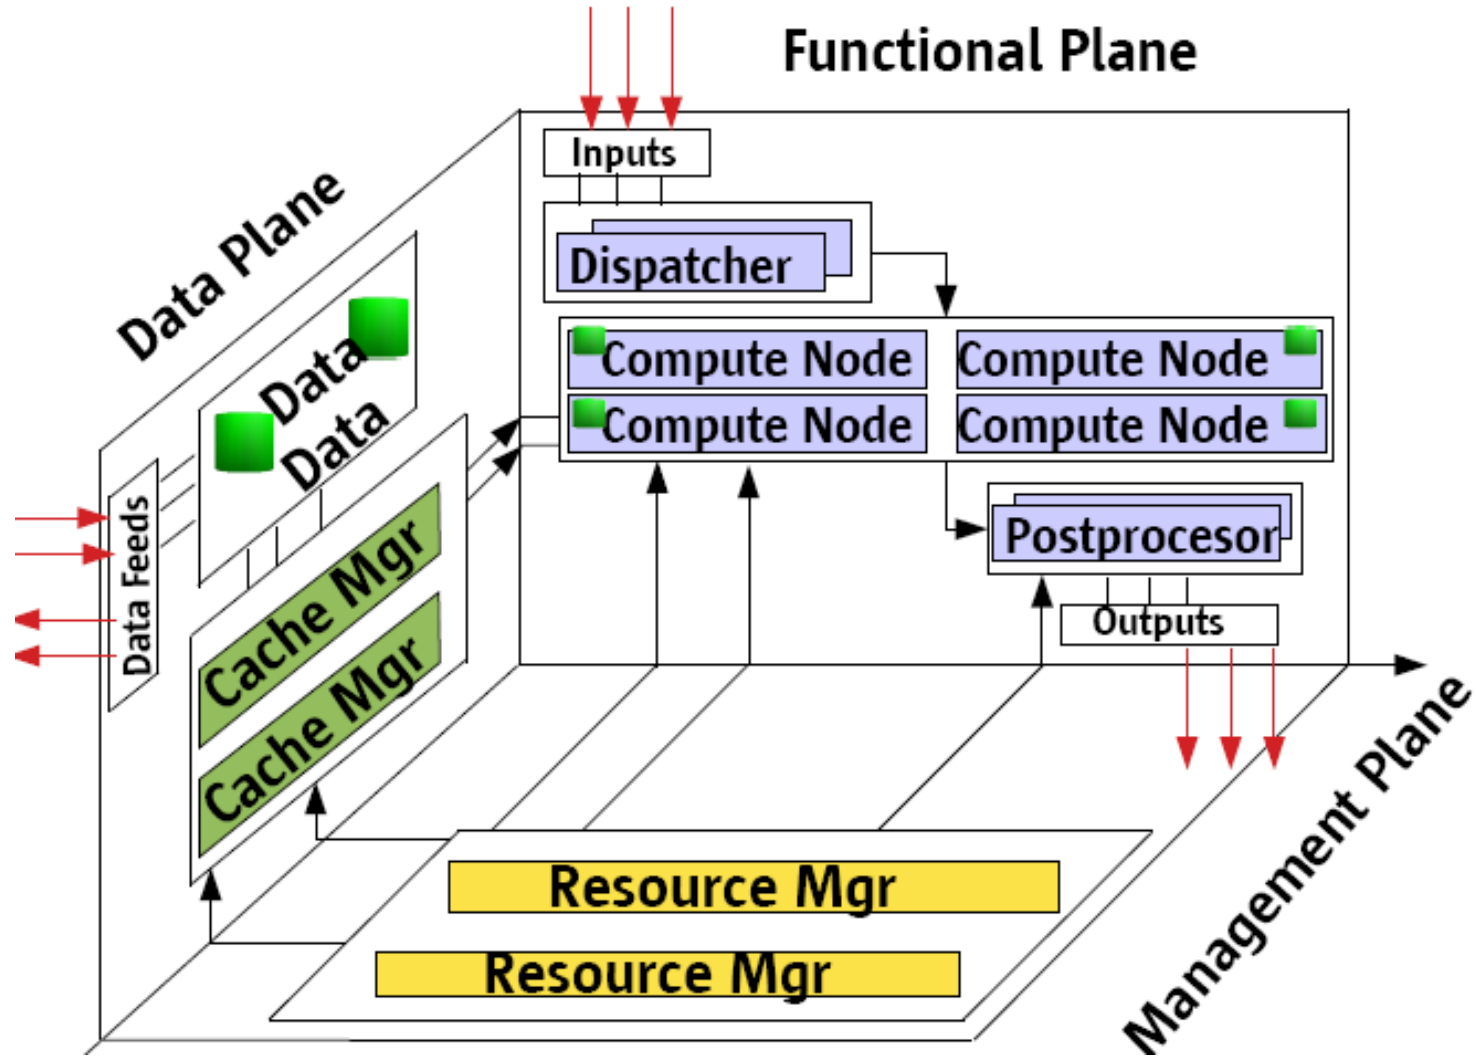 Functional Plane
Inputs
Dispatcher
Compute Node
Compute Node
Compute Node
Compute Node
Postprocesor
Outputs
Data Plane
Data
Data
Data Feeds
Cache Mgr
Cache Mgr
Resource Mgr
Resource Mgr
Management Plane